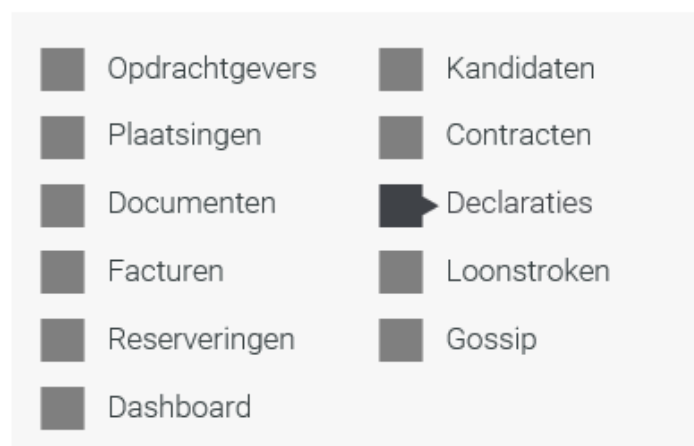 Opdrachtgevers
Kandidaten
Plaatsingen
Contracten
Documenten
Declaraties
Facturen
Loonstroken
Reserveringen
Gossip
Dashboard